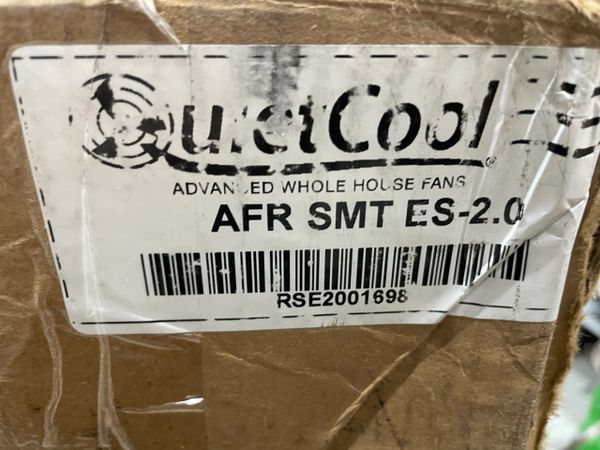 QuietCool®
ADVANCED WHOLE HOUSE FANS
AFR SMT ES-2.0
RSE2001698